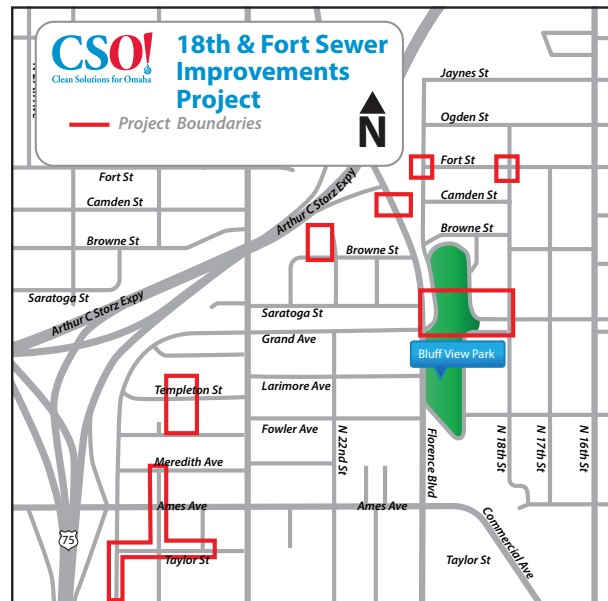 CSO!
Clean Solutions for Omaha
18th & Fort Sewer
Improvements
Project
Project Boundaries
N
Jaynes St
Ogden St
Fort St
Fort St
Camden St
Camden St
Arthur C Storz Expy
Browne St
Browne St
Browne St
Saratoga St
Arthur C Storz Expy
Saratoga St
Grand Ave
Bluff View Park
Templeton St
Larimore Ave
Fowler Ave
N 22nd St
Florence Blvd
N 18th St
N 17th St
N 16th St
Meredith Ave
Ames Ave
Ames Ave
Commercial Ave
75
Taylor St
Taylor St